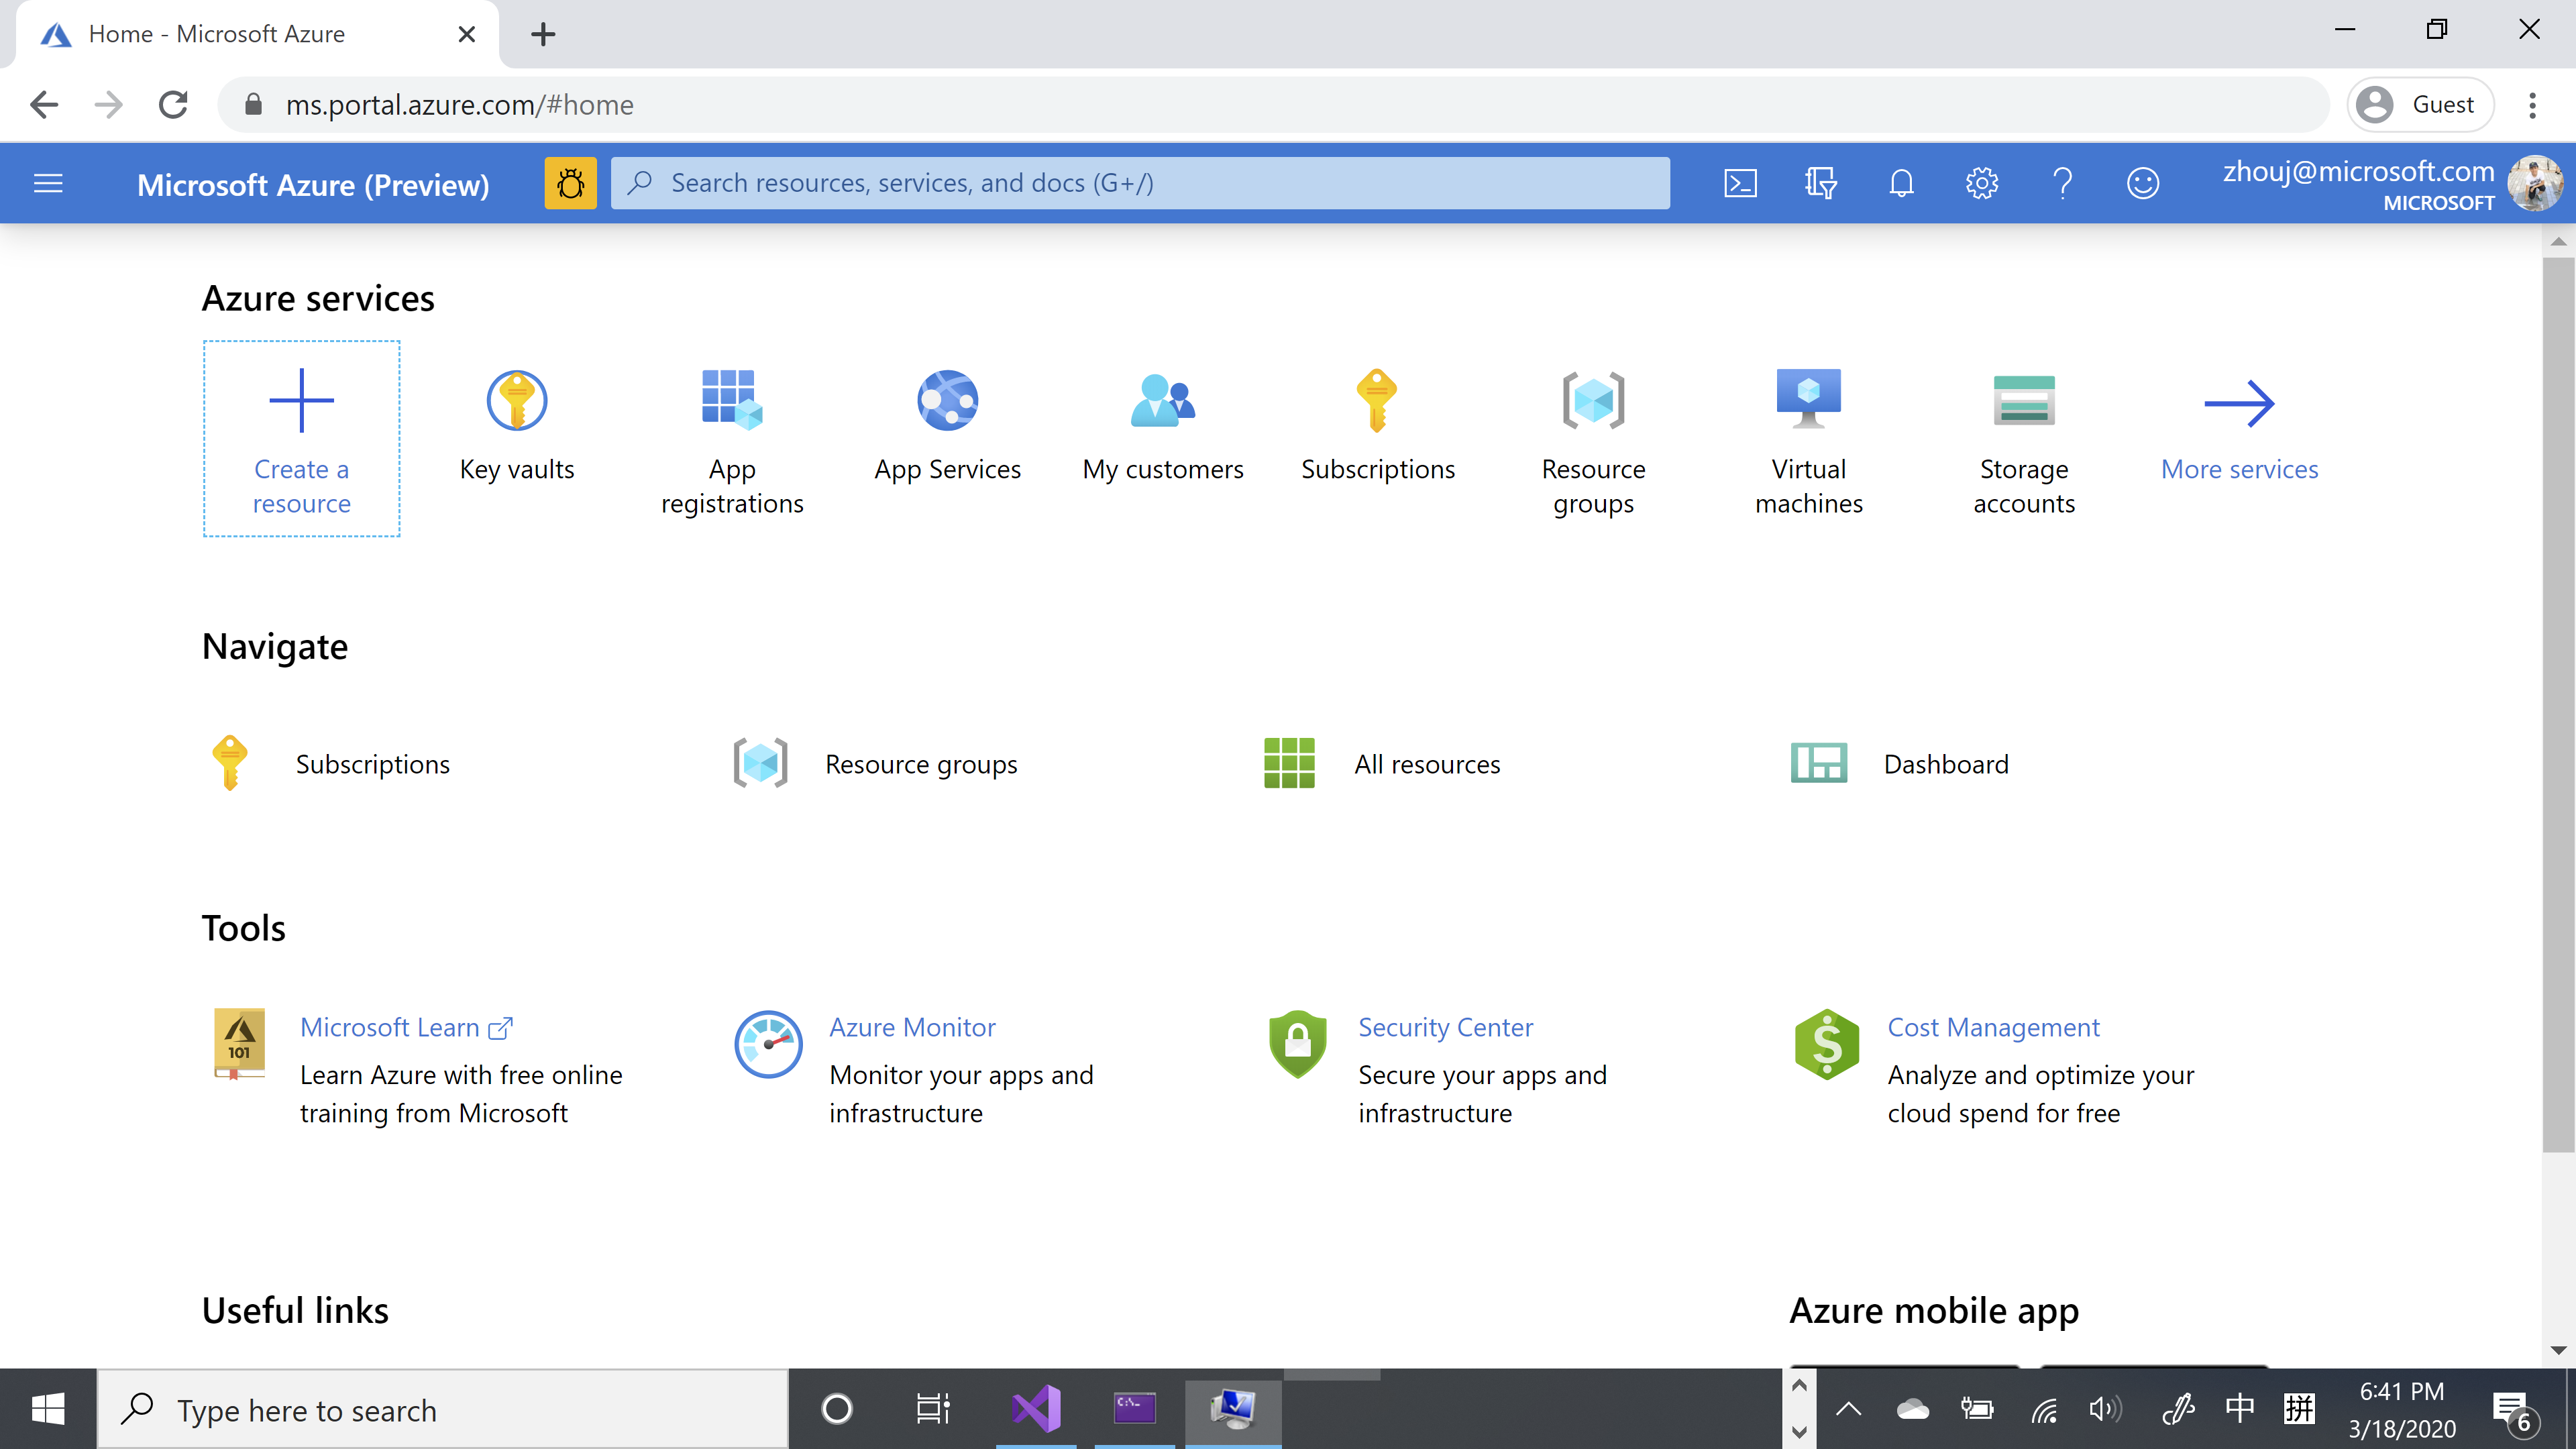 Home - Microsoft Azure
ms.portal.azure.com/#home
Guest
Microsoft Azure (Preview)
Search resources, services, and docs (G+/)
zhouj@microsoft.com
MICROSOFT
Azure services
Create a
resource
Key vaults
App
registrations
App Services
My customers
Subscriptions
Resource
groups
Virtual
machines
Storage
accounts
More services
Navigate
Subscriptions
Resource groups
All resources
Dashboard
Tools
101
Microsoft Learn
Learn Azure with free online
training from Microsoft
Azure Monitor
Monitor your apps and
infrastructure
Security Center
Secure your apps and
infrastructure
Cost Management
Analyze and optimize your
cloud spend for free
Useful links
Azure mobile app
Type here to search
C:\_
中
拼
6:41 PM
3/18/2020
6